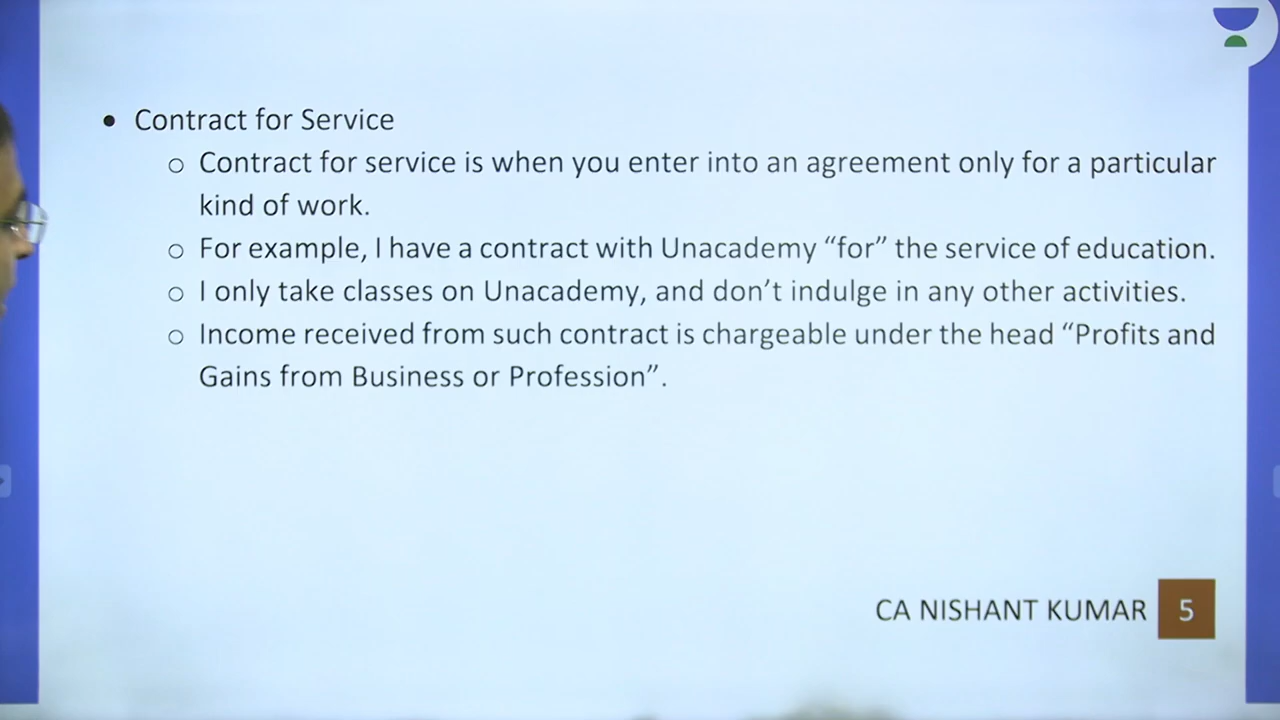 • Contract for Service
o Contract for service is when you enter into an agreement only for a particular
kind of work.
o For example, I have a contract with Unacademy “for” the service of education.
o I only take classes on Unacademy, and don’t indulge in any other activities.
o Income received from such contract is chargeable under the head “Profits and
Gains from Business or Profession”.
CA NISHANT KUMAR 5